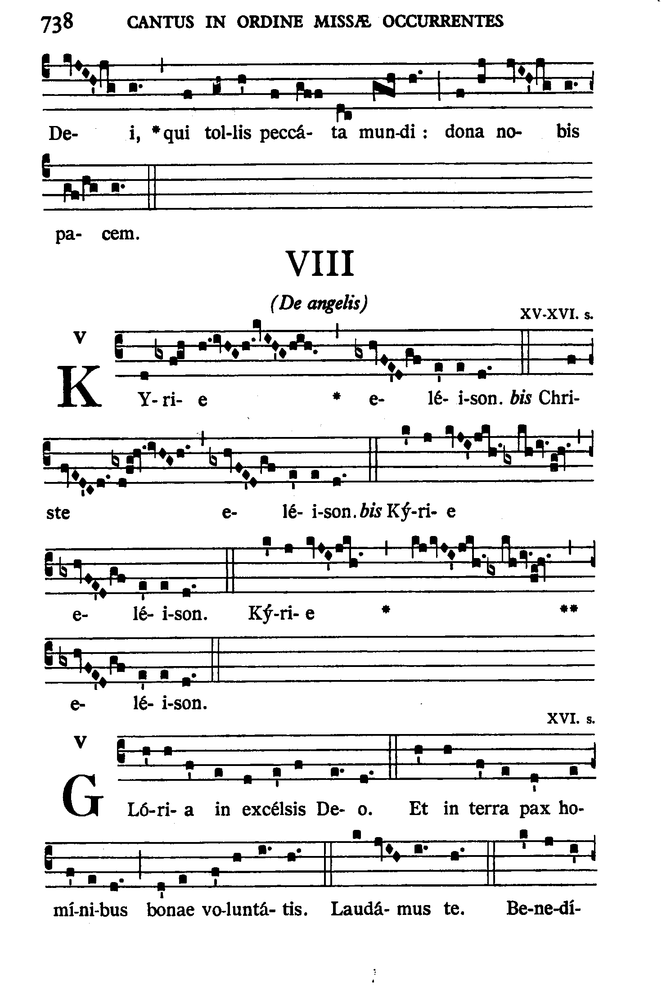 738 CANTUS IN ORDINE MISSÆ OCCURRENTES
De- i, * qui tol-lis peccá- ta mun-di : dona no- bis
pa- cem.
VIII
(De angelis)
XV-XVI. s.
V
KY- ri- e * e- lé- i-son. bis Chri-
ste e- lé- i-son. bis Ký-ri- e
e- lé- i-son. Ký-ri- e * **
e- lé- i-son.
XVI. s.
V
GLó-ri- a in excélsis De- o. Et in terra pax ho-
mí-ni-bus bonae vo-luntá- tis. Laudá- mus te. Be-ne-dí-